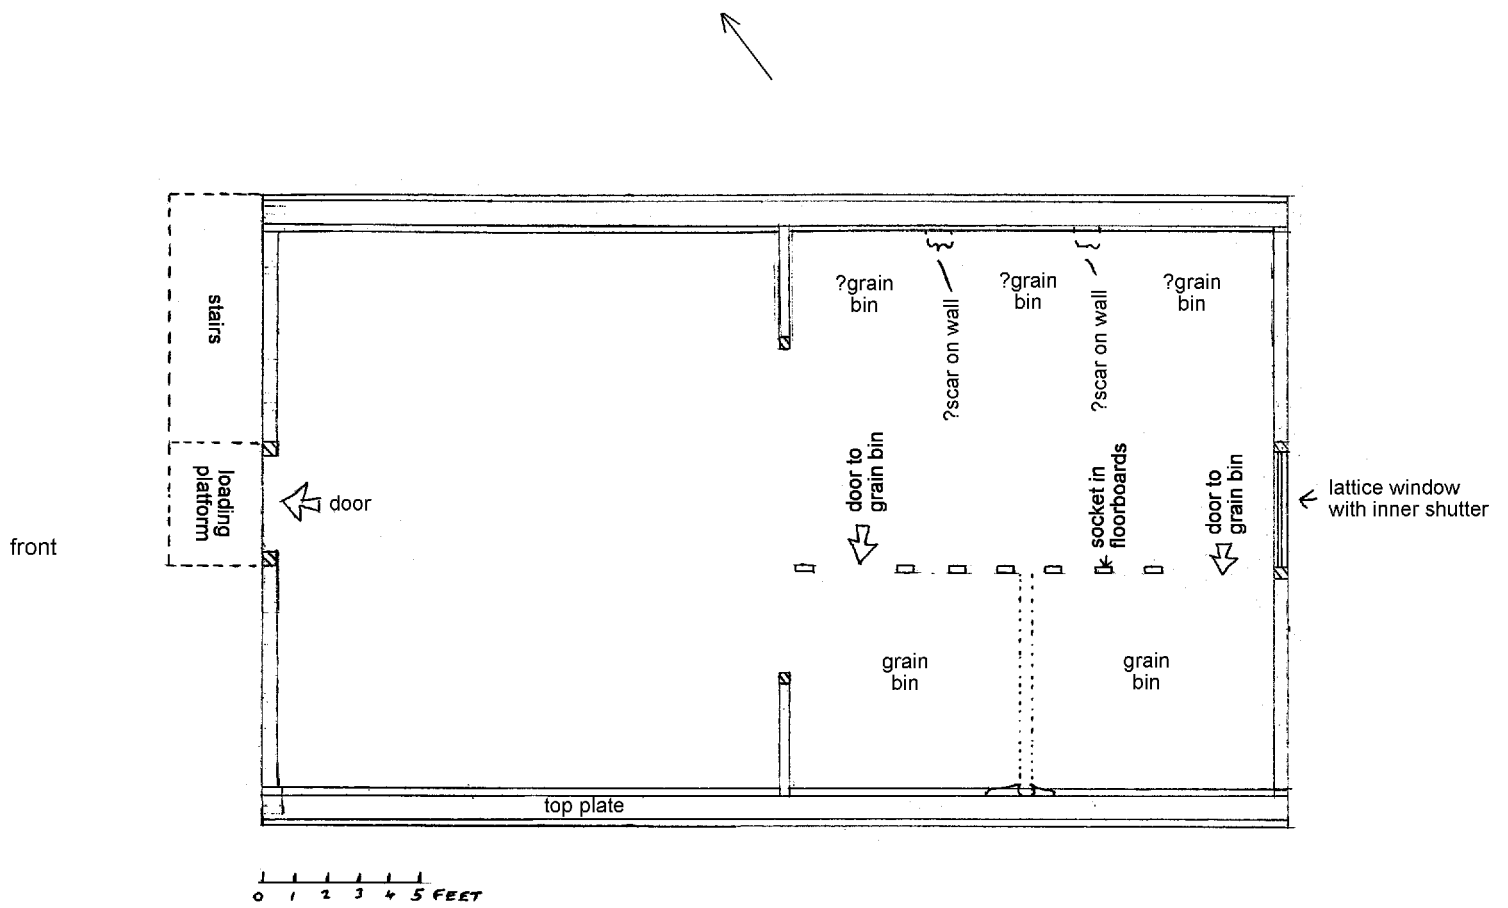 stairs
?grain
bin
?grain
bin
?grain
bin
?scar on wall
?scar on wall
loading
platform
door
door to
grain bin
socket in
floorboards
door to
grain bin
lattice window
with inner shutter
front
grain
bin
grain
bin
top plate
0 1 2 3 4 5 FEET